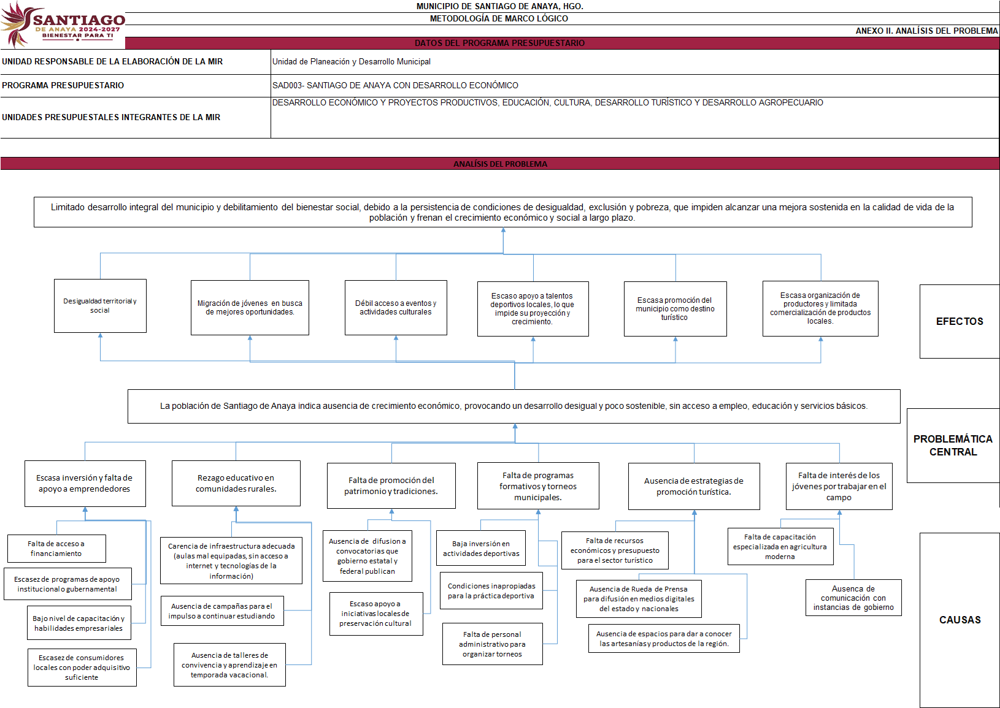 SANTIAGO
DE ANAYA 2024-2027
BIENESTAR PARA TI
MUNICIPIO DE SANTIAGO DE ANAYA, HGO.
METODOLOGÍA DE MARCO LÓGICO
ANEXO II. ANALÍSIS DEL PROBLEMA
DATOS DEL PROGRAMA PRESUPUESTARIO
UNIDAD RESPONSABLE DE LA ELABORACIÓN DE LA MIR
Unidad de Planeación y Desarrollo Municipal
PROGRAMA PRESUPUESTARIO
SAD003- SANTIAGO DE ANAYA CON DESARROLLO ECONÓMICO
UNIDADES PRESUPUESTALES INTEGRANTES DE LA MIR
DESARROLLO ECONÓMICO Y PROYECTOS PRODUCTIVOS, EDUCACIÓN, CULTURA, DESARROLLO TURÍSTICO Y DESARROLLO AGROPECUARIO
ANALÍSIS DEL PROBLEMA
Limitado desarrollo integral del municipio y debilitamiento del bienestar social, debido a la persistencia de condiciones de desigualdad, exclusión y pobreza, que impiden alcanzar una mejora sostenida en la calidad de vida de la
población y frenan el crecimiento económico y social a largo plazo.
Desigualdad territorial y
social
Migración de jóvenes en busca
de mejores oportunidades.
Débil acceso a eventos y
actividades culturales
Escaso apoyo a talentos
deportivos locales, lo que
impide su proyección y
crecimiento.
Escasa promoción del
municipio como destino
turístico
Escasa organización de
productores y limitada
comercialización de productos
locales.
EFECTOS
La población de Santiago de Anaya indica ausencia de crecimiento económico, provocando un desarrollo desigual y poco sostenible, sin acceso a empleo, educación y servicios básicos.
PROBLEMÁTICA
CENTRAL
Escasa inversión y falta de
apoyo a emprendedores
Rezago educativo en
comunidades rurales.
Falta de promoción del
patrimonio y tradiciones.
Falta de programas
formativos y torneos
municipales.
Ausencia de estrategias de
promoción turística.
Falta de interés de los
jóvenes por trabajar en el
campo
Falta de acceso a
financiamiento
Escasez de programas de apoyo
institucional o gubernamental
Bajo nivel de capacitación y
habilidades empresariales
Escasez de consumidores
locales con poder adquisitivo
suficiente
Carencia de infraestructura adecuada
(aulas mal equipadas, sin acceso a
internet y tecnologías de la
información)
Ausencia de campañas para el
impulso a continuar estudiando
Ausencia de talleres de
convivencia y aprendizaje en
temporada vacacional.
Ausencia de difusion a
convocatorias que
gobierno estatal y
federal publican
Escaso apoyo a
iniciativas locales de
preservación cultural
Baja inversión en
actividades deportivas
Condiciones inapropiadas
para la práctica deportiva
Falta de personal
administrativo para
organizar torneos
Falta de recursos
económicos y presupuesto
para el sector turístico
Ausencia de Rueda de Prensa
para difusión en medios digitales
del estado y nacionales
Ausencia de espacios para dar a conocer
las artesanías y productos de la región.
Falta de capacitación
especializada en agricultura
moderna
Ausenca de
comunicación con
instancias de gobierno
CAUSAS